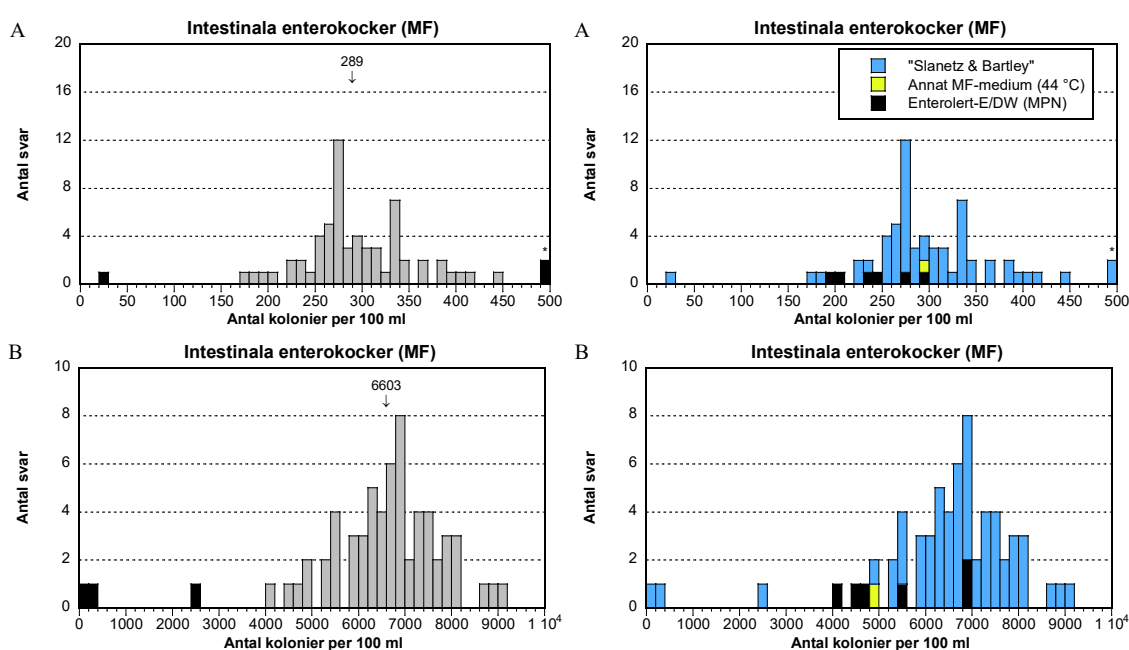 A
Intestinala enterokocker (MF)
289
↓
Antal svar
20
16
12
8
4
0
*
0 50 100 150 200 250 300 350 400 450 500
Antal kolonier per 100 ml
A
Intestinala enterokocker (MF)
"Slanetz & Bartley"
Annat MF-medium (44 °C)
Enterolert-E/DW (MPN)
Antal svar
20
16
12
8
4
0
*
0 50 100 150 200 250 300 350 400 450 500
Antal kolonier per 100 ml
B
Intestinala enterokocker (MF)
6603
↓
Antal svar
10
8
6
4
2
0
0 1000 2000 3000 4000 5000 6000 7000 8000 9000 1 10⁴
Antal kolonier per 100 ml
B
Intestinala enterokocker (MF)
Antal svar
10
8
6
4
2
0
0 1000 2000 3000 4000 5000 6000 7000 8000 9000 1 10⁴
Antal kolonier per 100 ml